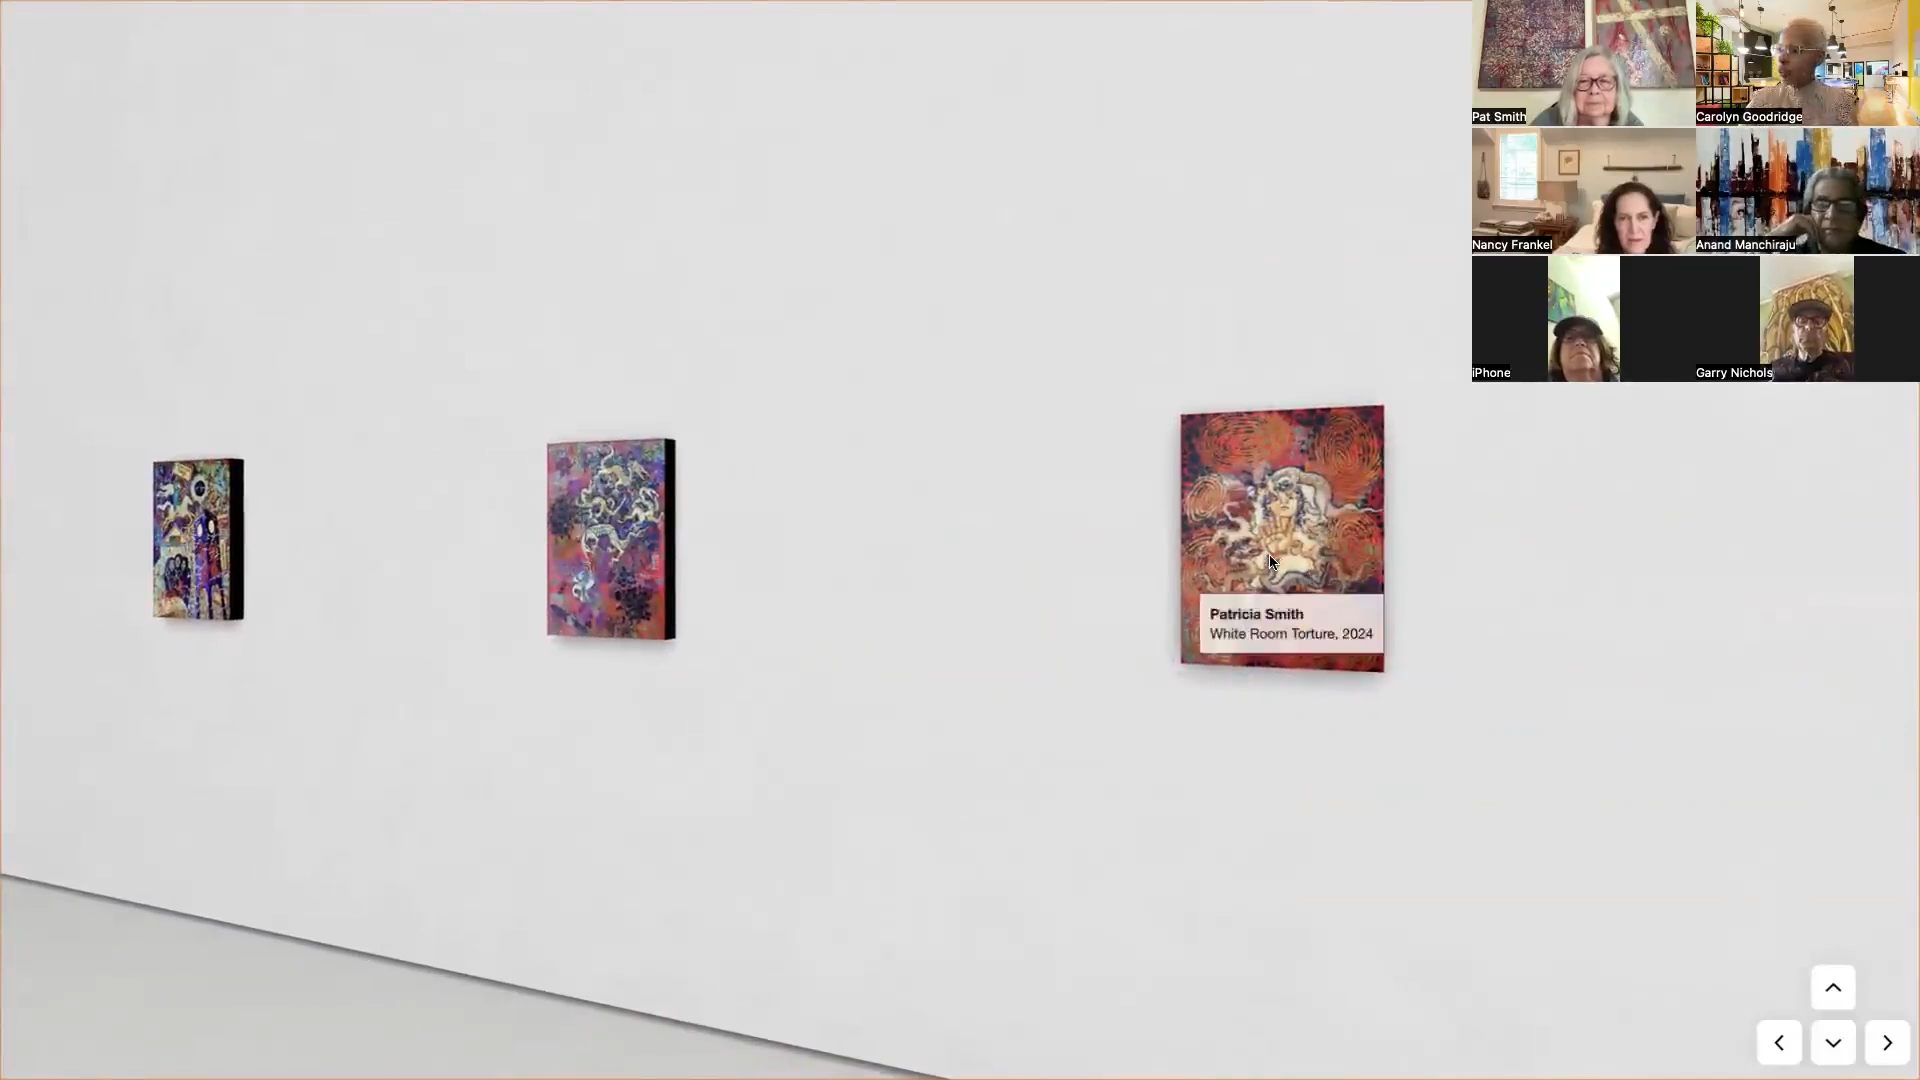 Pat Smith
Carolyn Goodridge
Nancy Frankel
Anand Manchiraju
iPhone
Garry Nichols
Patricia Smith
White Room Torture, 2024